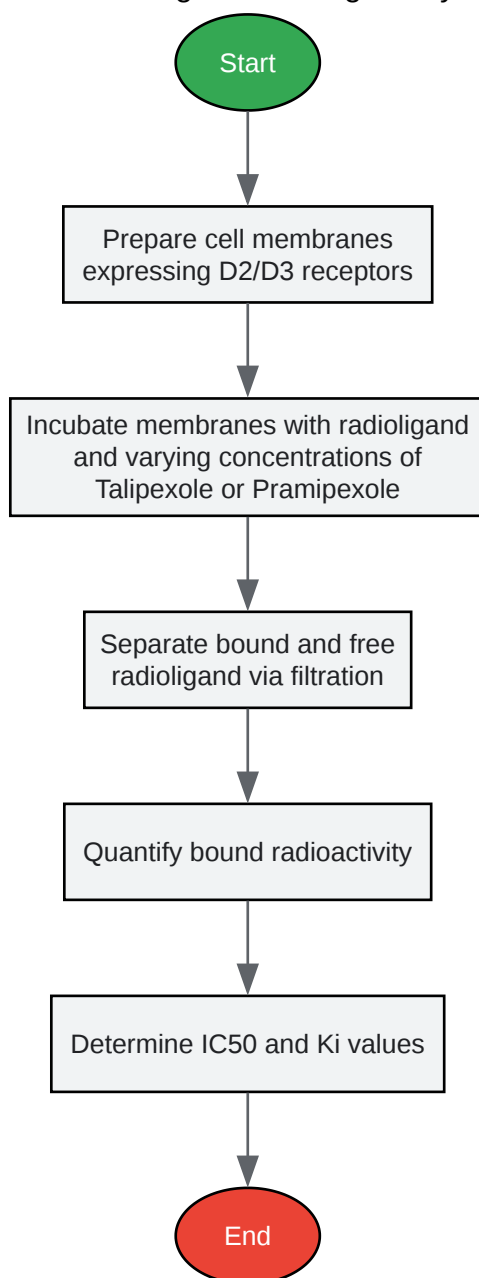 Start
Prepare cell membranes
expressing D2/D3 receptors
Incubate membranes with radioligand
and varying concentrations of
Talipexole or Pramipexole
Separate bound and free
radioligand via filtration
Quantify bound radioactivity
Determine IC50 and Ki values
End